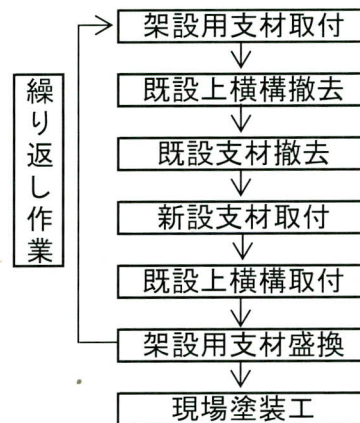 架設用支材取付
既設上横構撤去
既設支材撤去
新設支材取付
既設上横構取付
架設用支材盛換
現場塗装工
繰り返し作業